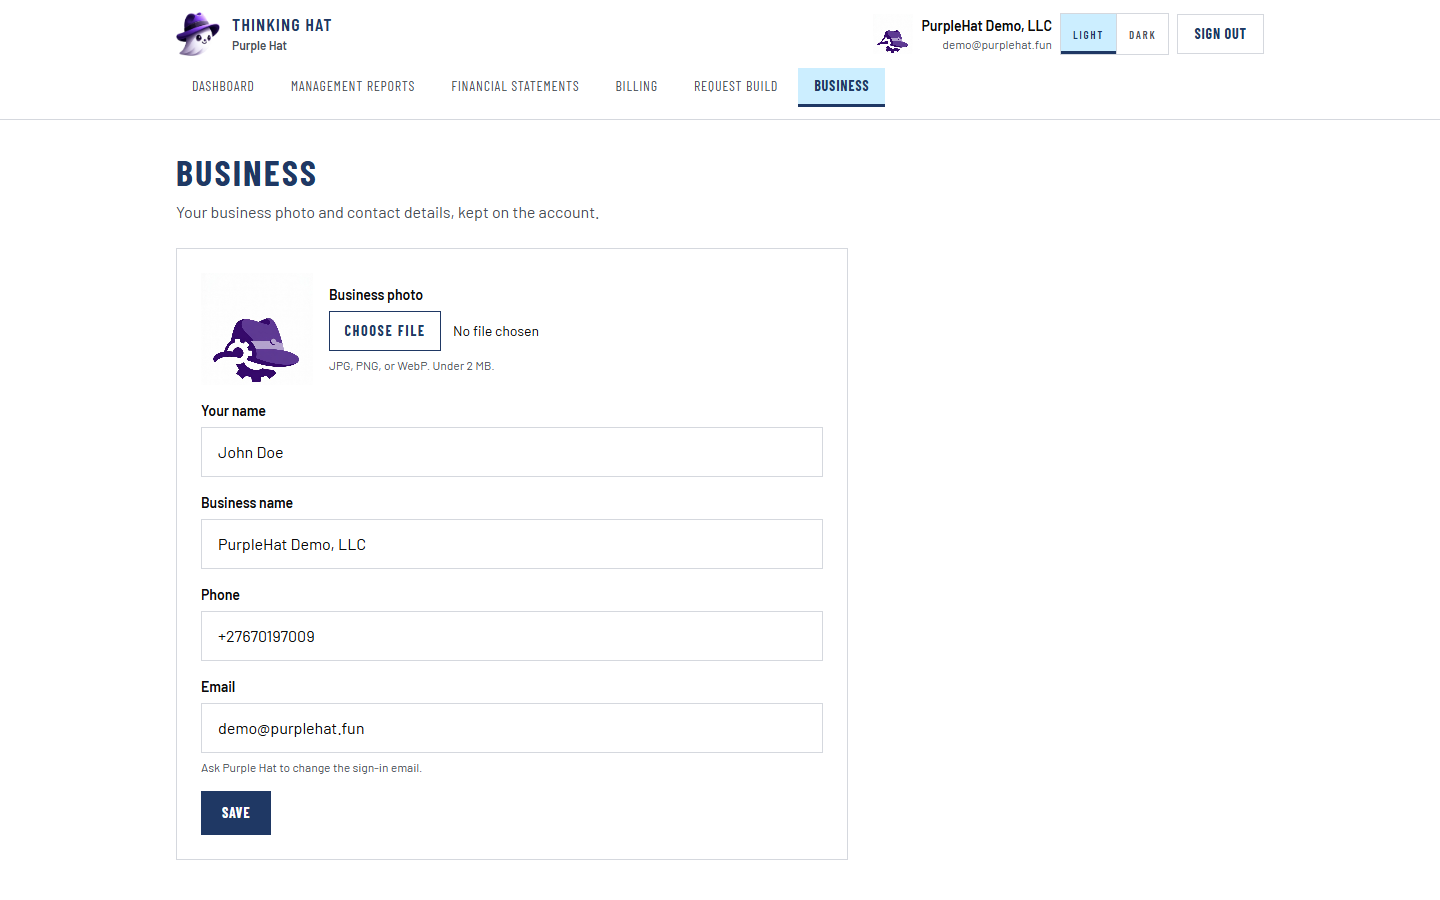 THINKING HAT
Purple Hat
PurpleHat Demo, LLC
demo@purplehat.fun
LIGHT
DARK
SIGN OUT
DASHBOARD
MANAGEMENT REPORTS
FINANCIAL STATEMENTS
BILLING
REQUEST BUILD
BUSINESS
BUSINESS
Your business photo and contact details, kept on the account.
Business photo
CHOOSE FILE
No file chosen
JPG, PNG, or WebP. Under 2 MB.
Your name
John Doe
Business name
PurpleHat Demo, LLC
Phone
+27670197009
Email
demo@purplehat.fun
Ask Purple Hat to change the sign-in email.
SAVE